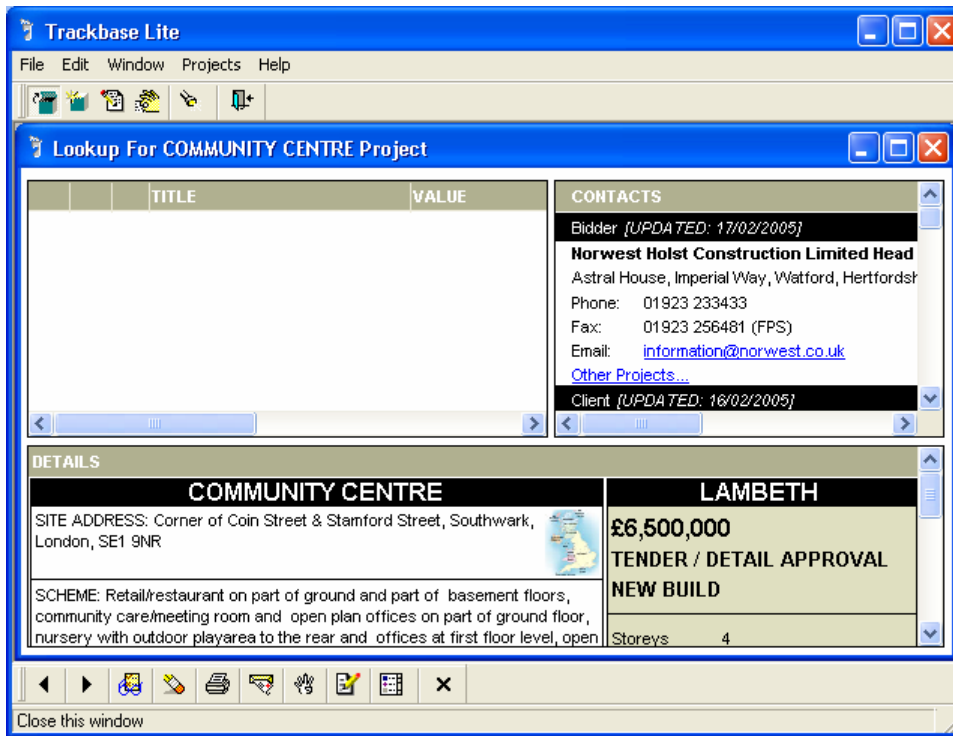 Trackbase Lite
File Edit Window Projects Help
Lookup For COMMUNITY CENTRE Project
TITLE VALUE
CONTACTS
Bidder [UPDATED: 17/02/2005]
Norwest Holst Construction Limited Head
Astral House, Imperial Way, Watford, Hertfordsh
Phone: 01923 233433
Fax: 01923 256481 (FPS)
Email: information@norwest.co.uk
Other Projects...
Client [UPDATED: 16/02/2005]
DETAILS
COMMUNITY CENTRE
SITE ADDRESS: Corner of Coin Street & Stamford Street, Southwark,
London, SE1 9NR
SCHEME: Retail/restaurant on part of ground and part of basement floors,
community care/meeting room and open plan offices on part of ground floor,
nursery with outdoor playarea to the rear and offices at first floor level, open
LAMBETH
£6,500,000
TENDER / DETAIL APPROVAL
NEW BUILD
Storeys 4
Close this window